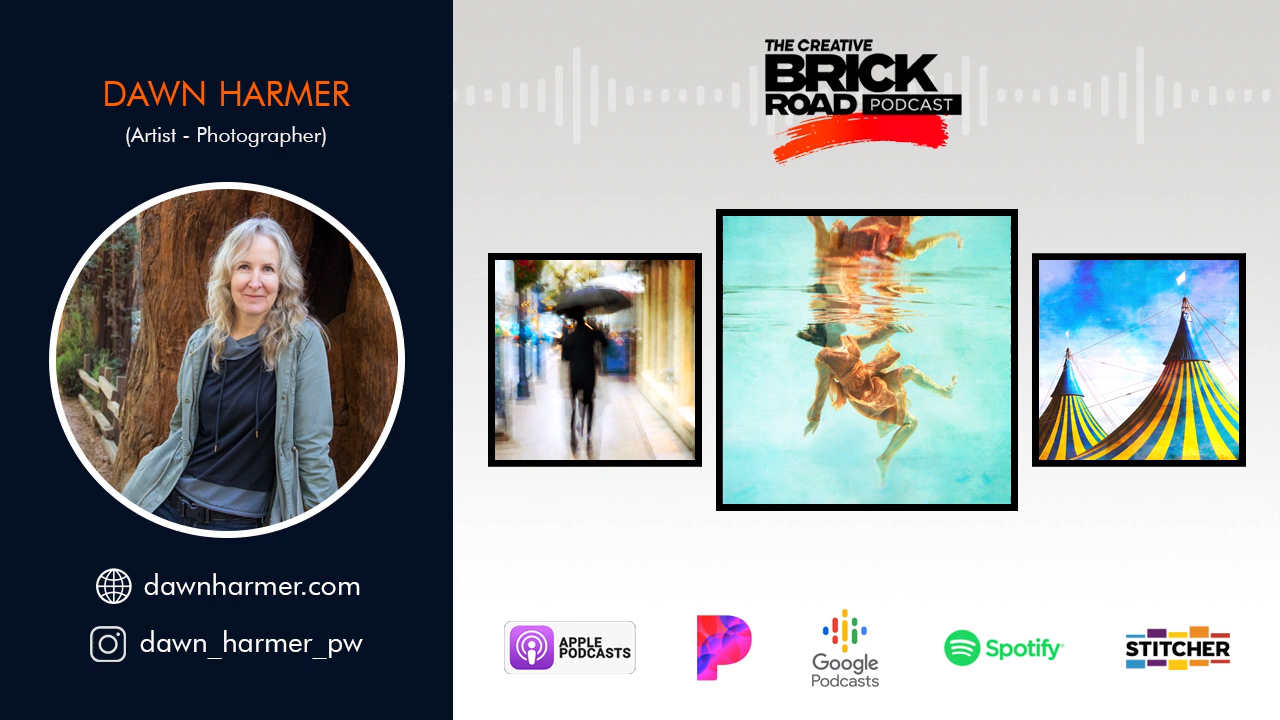 DAWN HARMER
(Artist - Photographer)
dawnharmer.com
dawn_harmer_pw
THE CREATIVE
BRICK
ROAD PODCAST
APPLE
PODCASTS
Google
Podcasts
Spotify
STITCHER